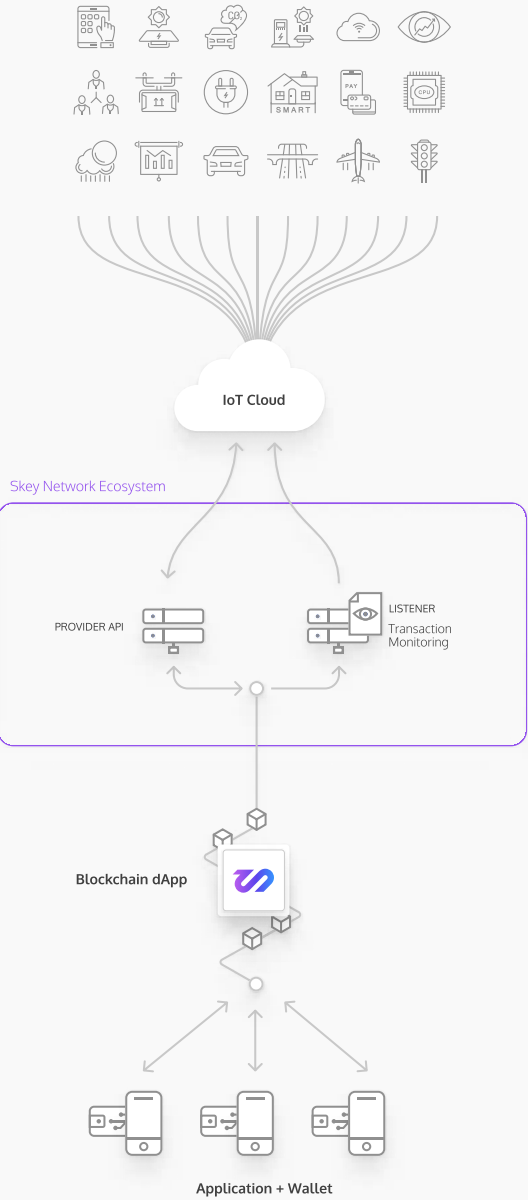 CO₂
SMART
PAY
CPU
IoT Cloud
Skey Network Ecosystem
PROVIDER API
LISTENER
Transaction
Monitoring
Blockchain dApp
Application + Wallet